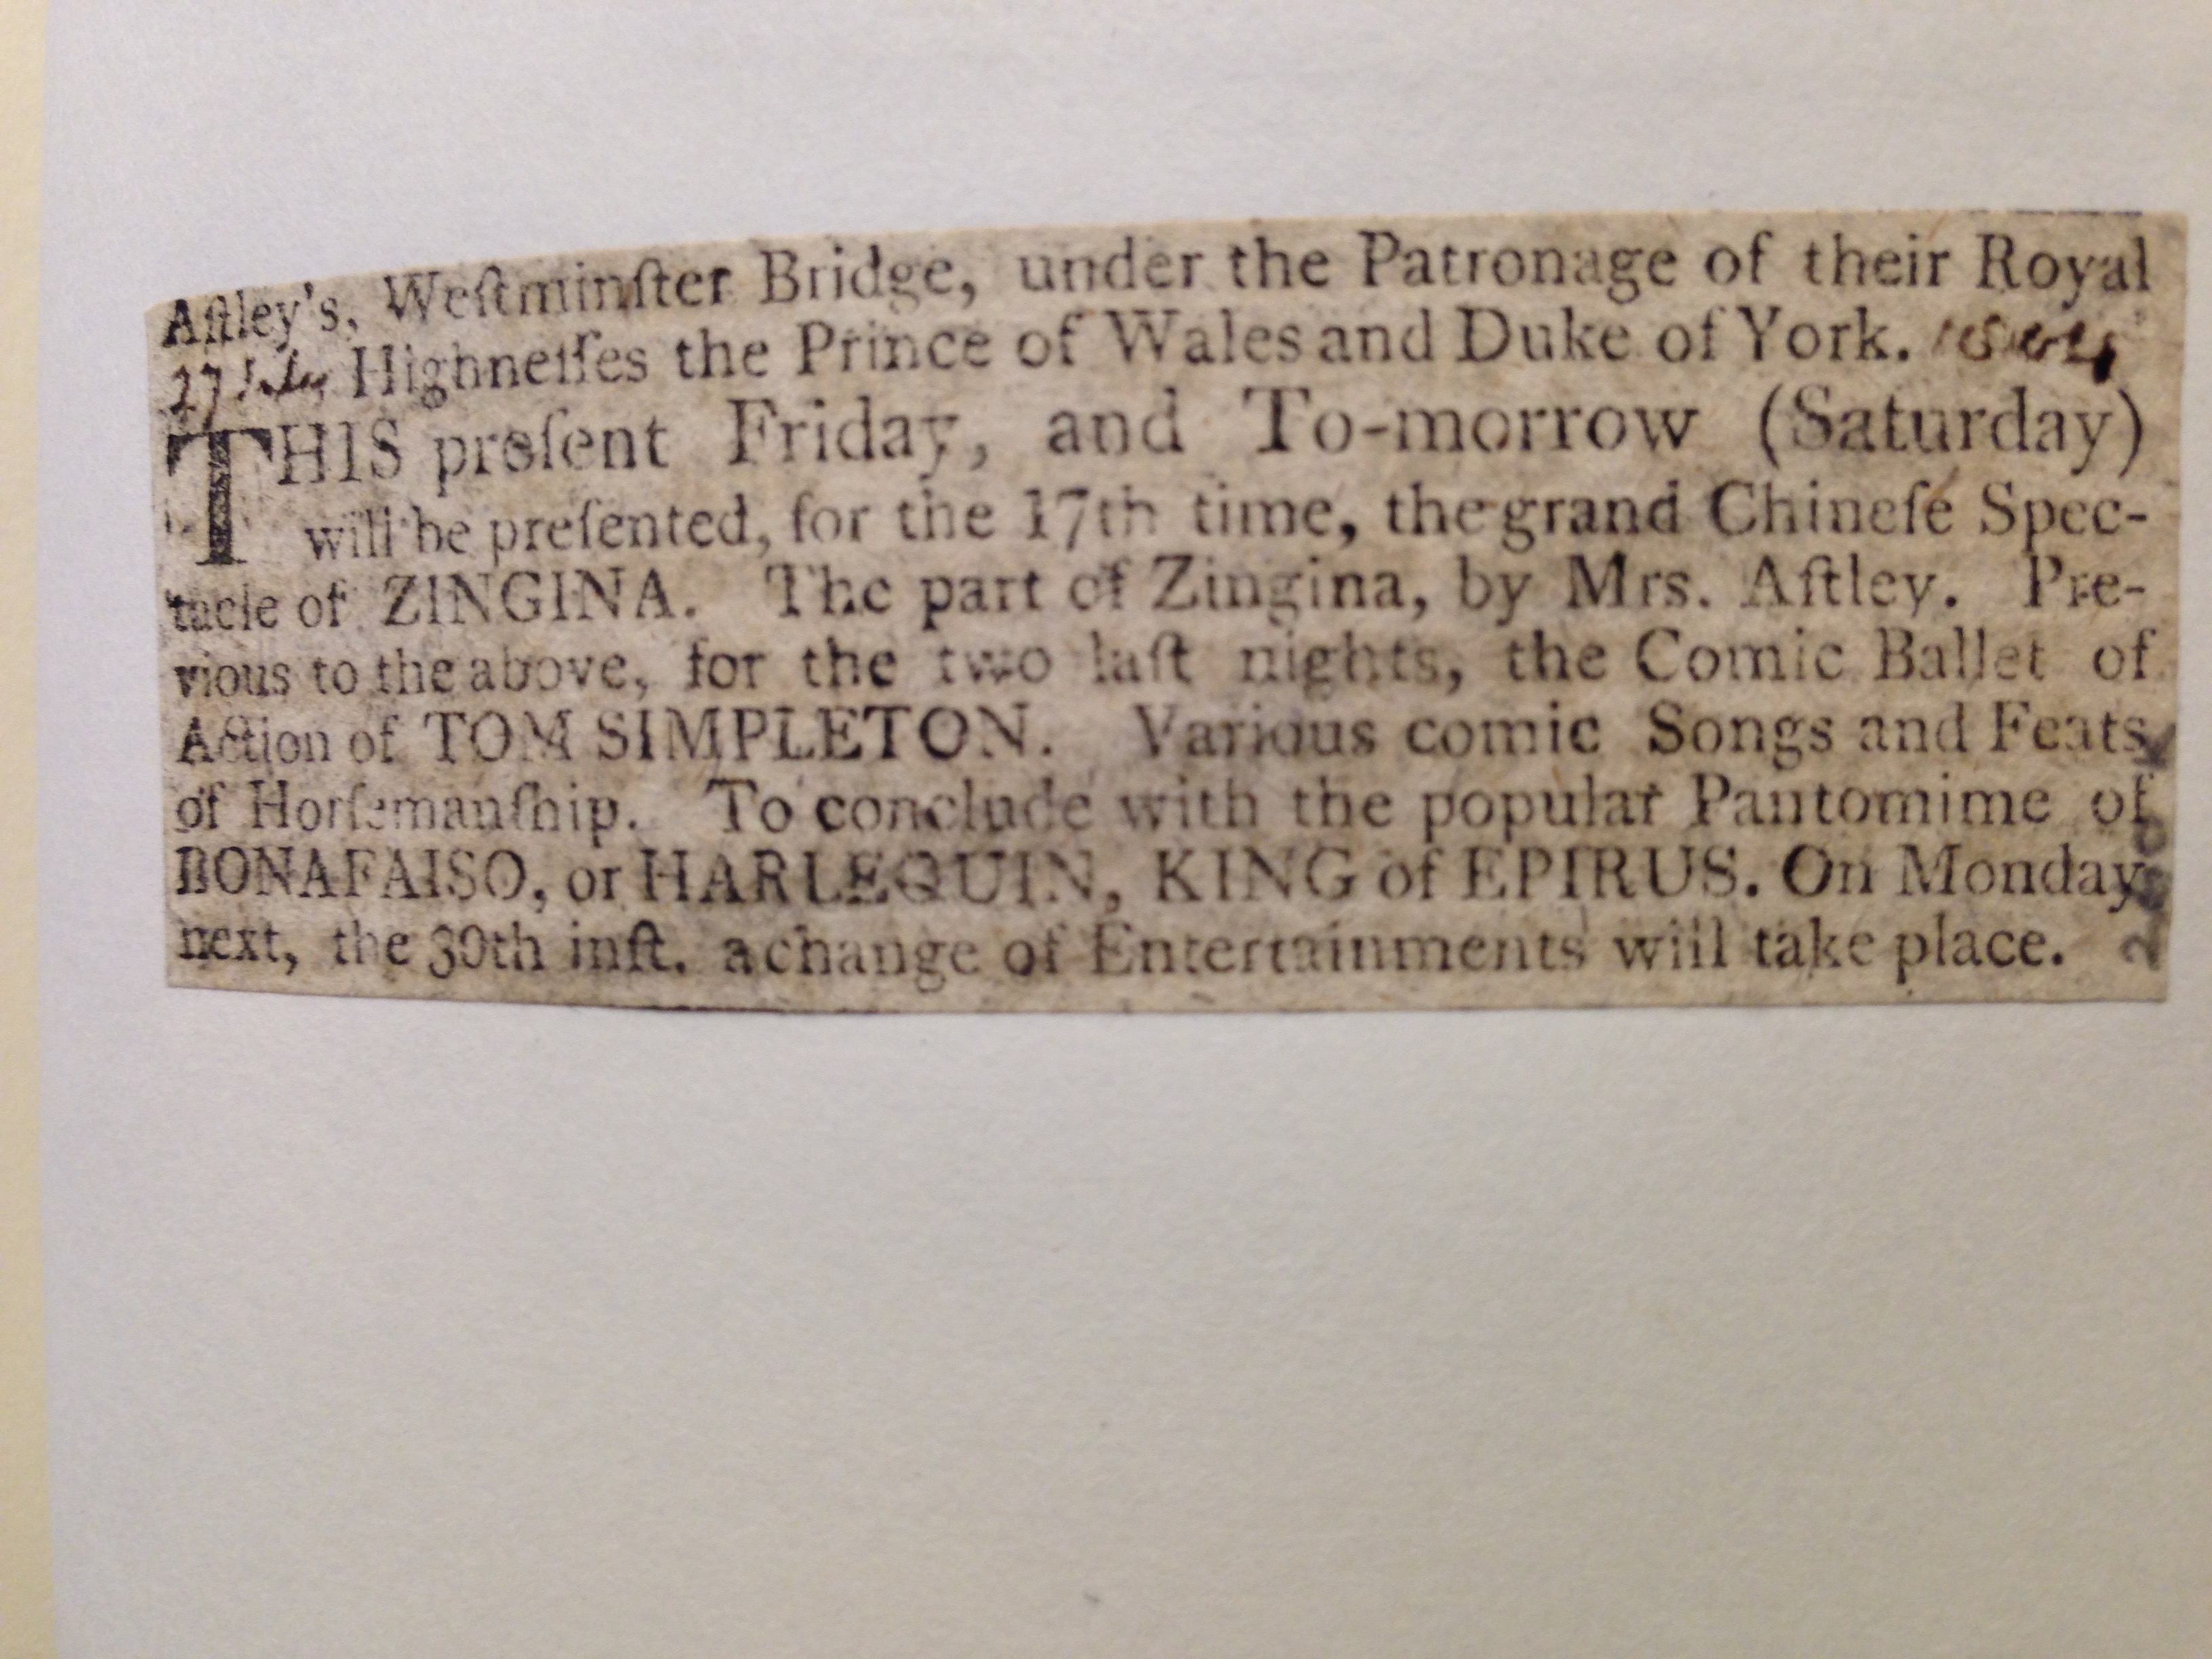 Aſtley's, Weſtminſter Bridge, under the Patronage of their Royal
27 July Highneſſes the Prince of Wales and Duke of York. 1804
THIS preſent Friday, and To-morrow (Saturday)
will be preſented, for the 17th time, the grand Chineſe Spec-
tacle of ZINGINA. The part of Zingina, by Mrs. Aſtley. Pre-
vious to the above, for the two laſt nights, the Comic Ballet of
Action of TOM SIMPLETON. Various comic Songs and Feats
of Horſemanſhip. To conclude with the popular Pantomime of
BONAFAISO, or HARLEQUIN, KING of EPIRUS. On Monday
next, the 30th inſt. a change of Entertainments will take place.